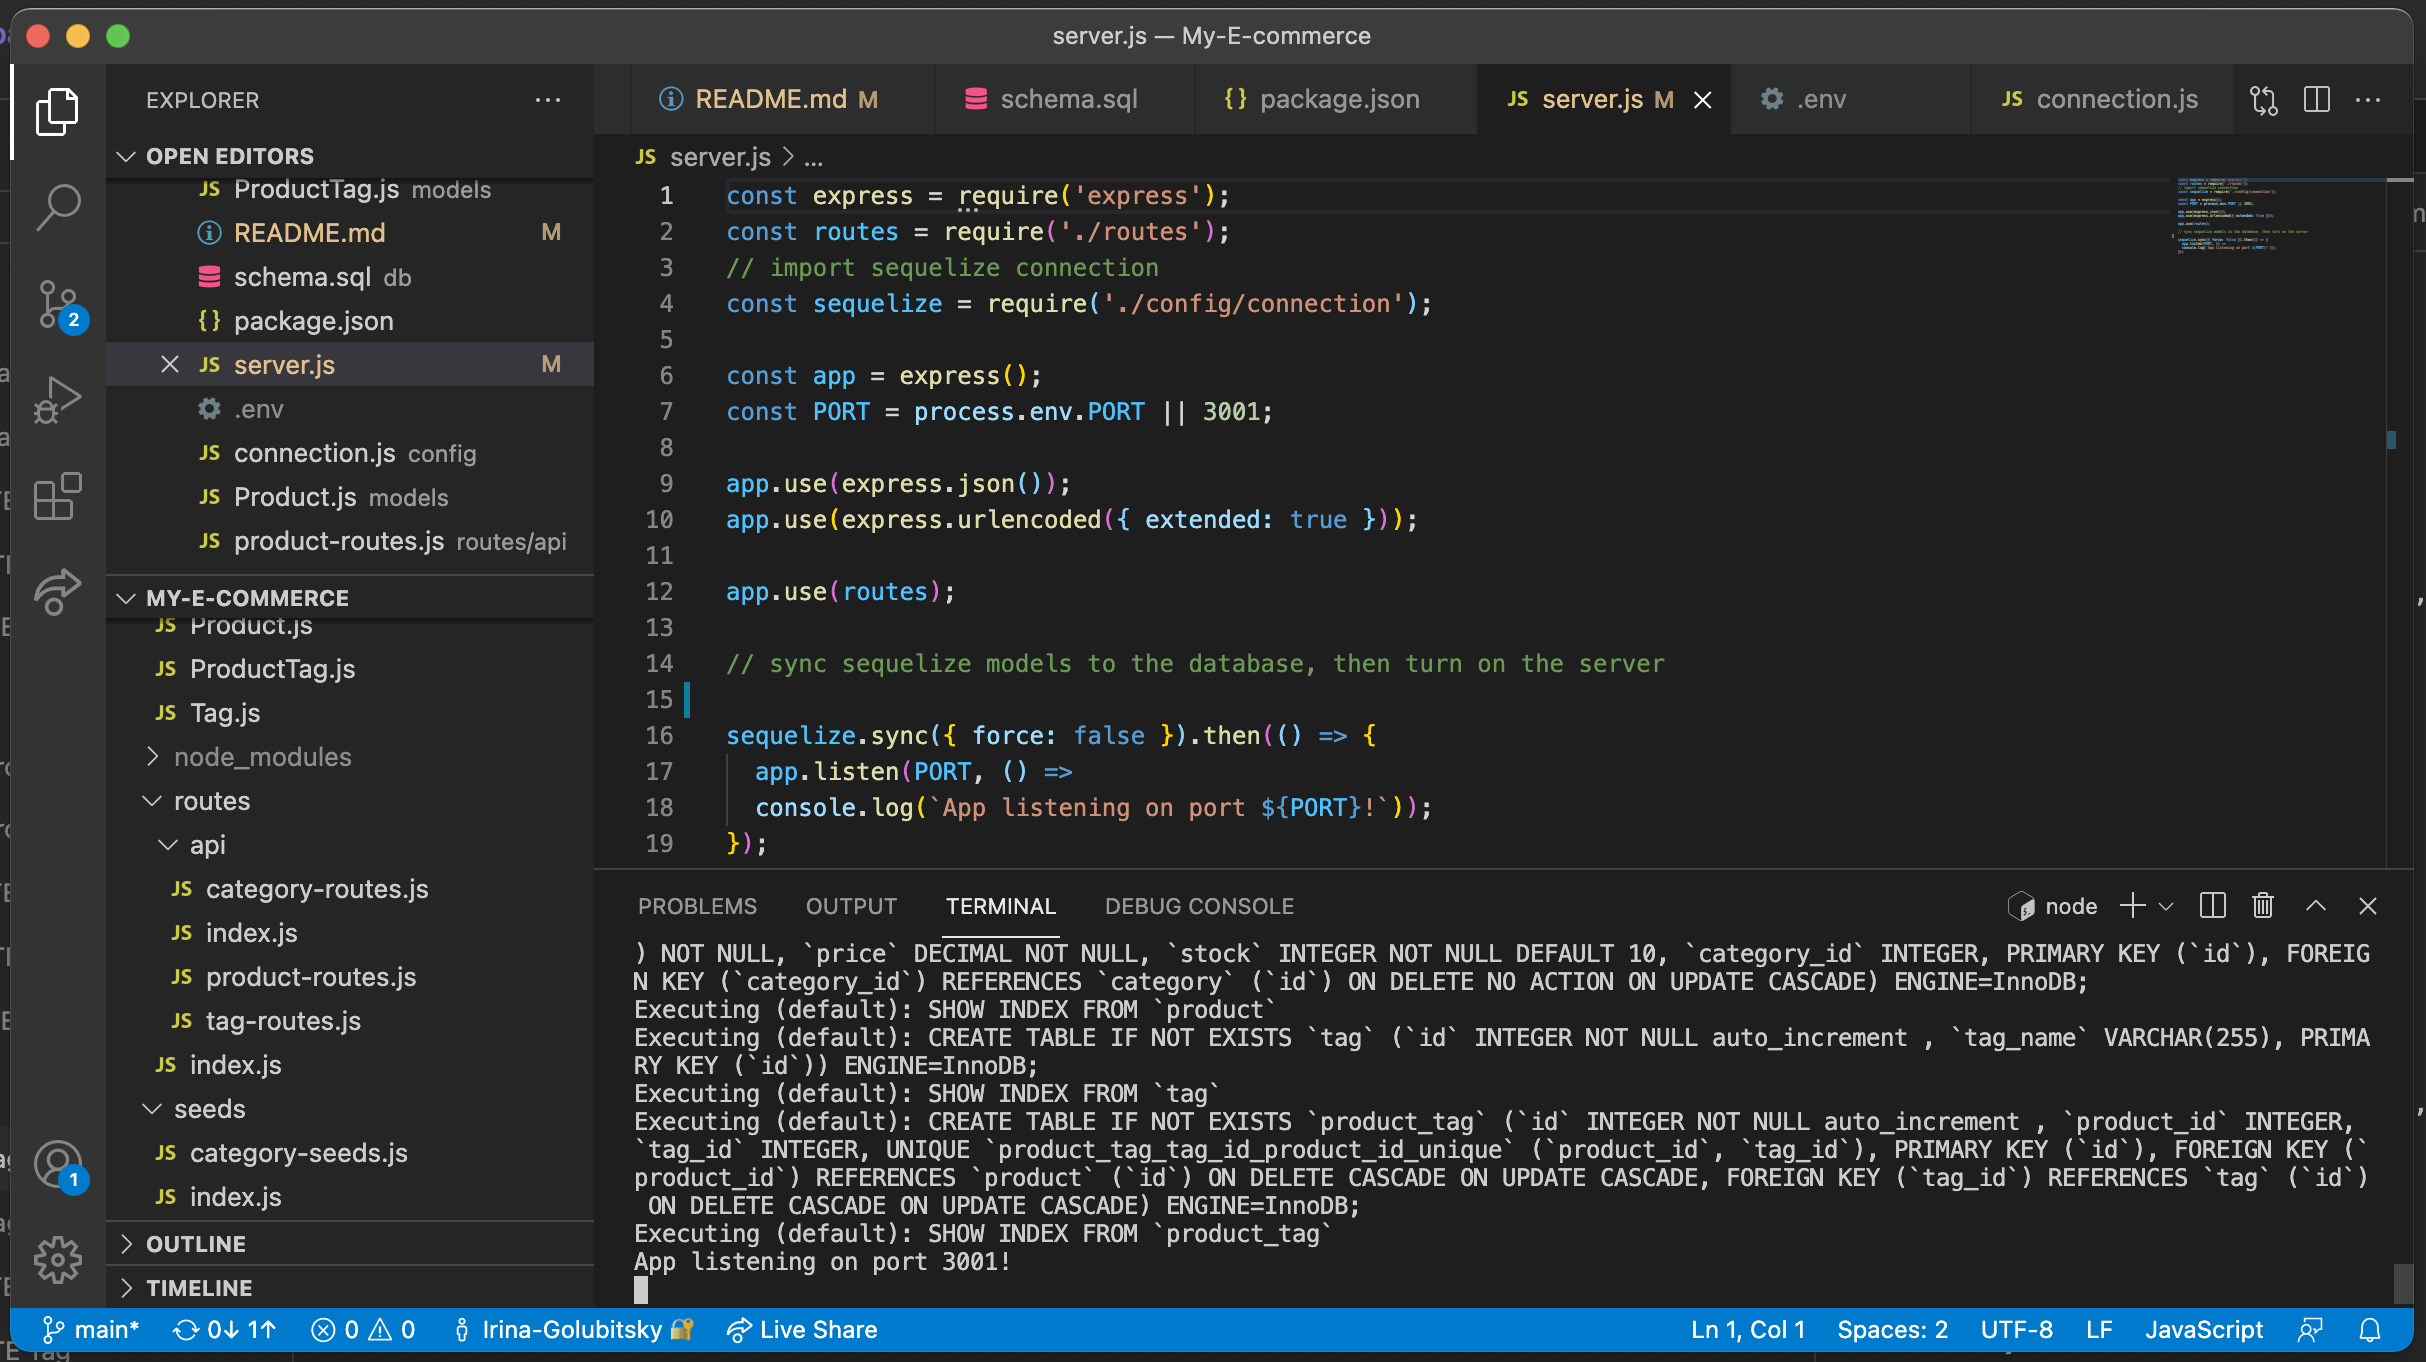 server.js — My-E-commerce
EXPLORER
README.md M
schema.sql
{} package.json
JS server.js M
.env
JS connection.js
OPEN EDITORS
JS ProductTag.js models
README.md M
schema.sql db
{} package.json
JS server.js M
.env
JS connection.js config
JS Product.js models
JS product-routes.js routes/api
MY-E-COMMERCE
JS Product.js
JS ProductTag.js
JS Tag.js
node_modules
routes
api
JS category-routes.js
JS index.js
JS product-routes.js
JS tag-routes.js
JS index.js
seeds
JS category-seeds.js
JS index.js
OUTLINE
TIMELINE
2
1
JS server.js > ...
1 const express = require('express');
2 const routes = require('./routes');
3 // import sequelize connection
4 const sequelize = require('./config/connection');
5
6 const app = express();
7 const PORT = process.env.PORT || 3001;
8
9 app.use(express.json());
10 app.use(express.urlencoded({ extended: true }));
11
12 app.use(routes);
13
14 // sync sequelize models to the database, then turn on the server
15
16 sequelize.sync({ force: false }).then(() => {
17 app.listen(PORT, () =>
18 console.log(`App listening on port ${PORT}!`));
19 });
PROBLEMS OUTPUT TERMINAL DEBUG CONSOLE
node
) NOT NULL, `price` DECIMAL NOT NULL, `stock` INTEGER NOT NULL DEFAULT 10, `category_id` INTEGER, PRIMARY KEY (`id`), FOREIG
N KEY (`category_id`) REFERENCES `category` (`id`) ON DELETE NO ACTION ON UPDATE CASCADE) ENGINE=InnoDB;
Executing (default): SHOW INDEX FROM `product`
Executing (default): CREATE TABLE IF NOT EXISTS `tag` (`id` INTEGER NOT NULL auto_increment , `tag_name` VARCHAR(255), PRIMA
RY KEY (`id`)) ENGINE=InnoDB;
Executing (default): SHOW INDEX FROM `tag`
Executing (default): CREATE TABLE IF NOT EXISTS `product_tag` (`id` INTEGER NOT NULL auto_increment , `product_id` INTEGER,
`tag_id` INTEGER, UNIQUE `product_tag_tag_id_product_id_unique` (`product_id`, `tag_id`), PRIMARY KEY (`id`), FOREIGN KEY (`
product_id`) REFERENCES `product` (`id`) ON DELETE CASCADE ON UPDATE CASCADE, FOREIGN KEY (`tag_id`) REFERENCES `tag` (`id`)
ON DELETE CASCADE ON UPDATE CASCADE) ENGINE=InnoDB;
Executing (default): SHOW INDEX FROM `product_tag`
App listening on port 3001!
main* 0↓ 1↑ 0 0 Irina-Golubitsky Live Share
Ln 1, Col 1 Spaces: 2 UTF-8 LF JavaScript